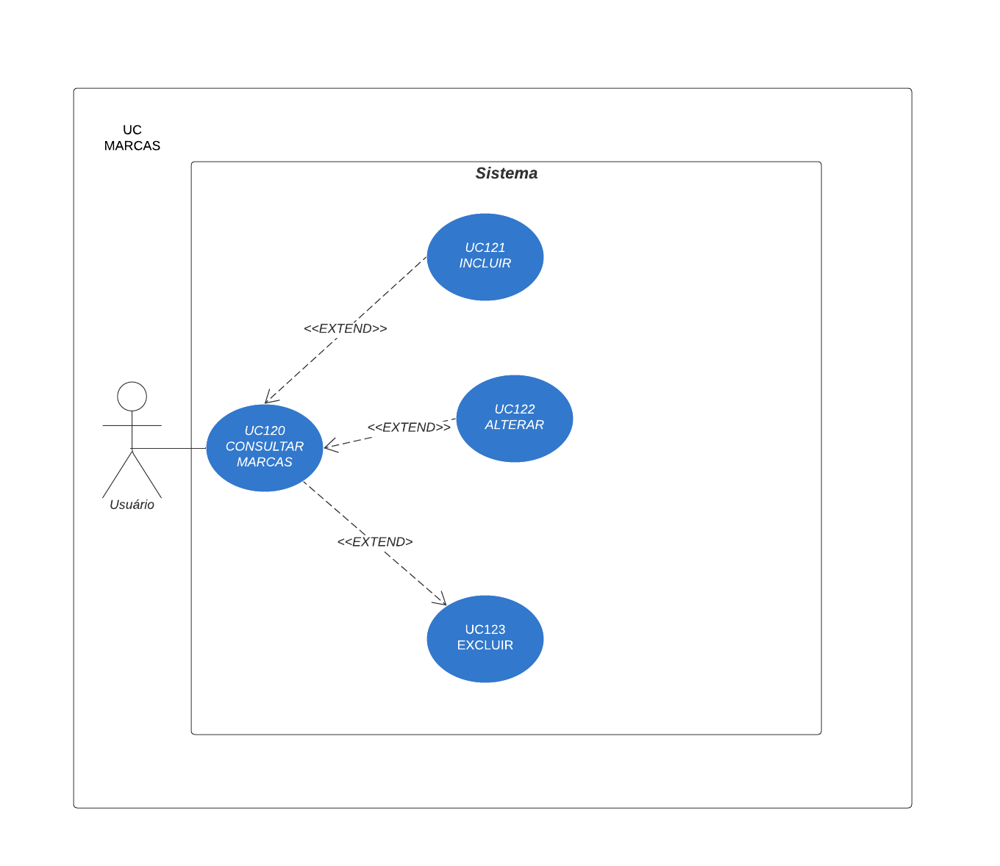 UC
MARCAS
Sistema
UC121
INCLUIR
<<EXTEND>>
UC122
ALTERAR
<<EXTEND>>
UC120
CONSULTAR
MARCAS
Usuário
<<EXTEND>
UC123
EXCLUIR